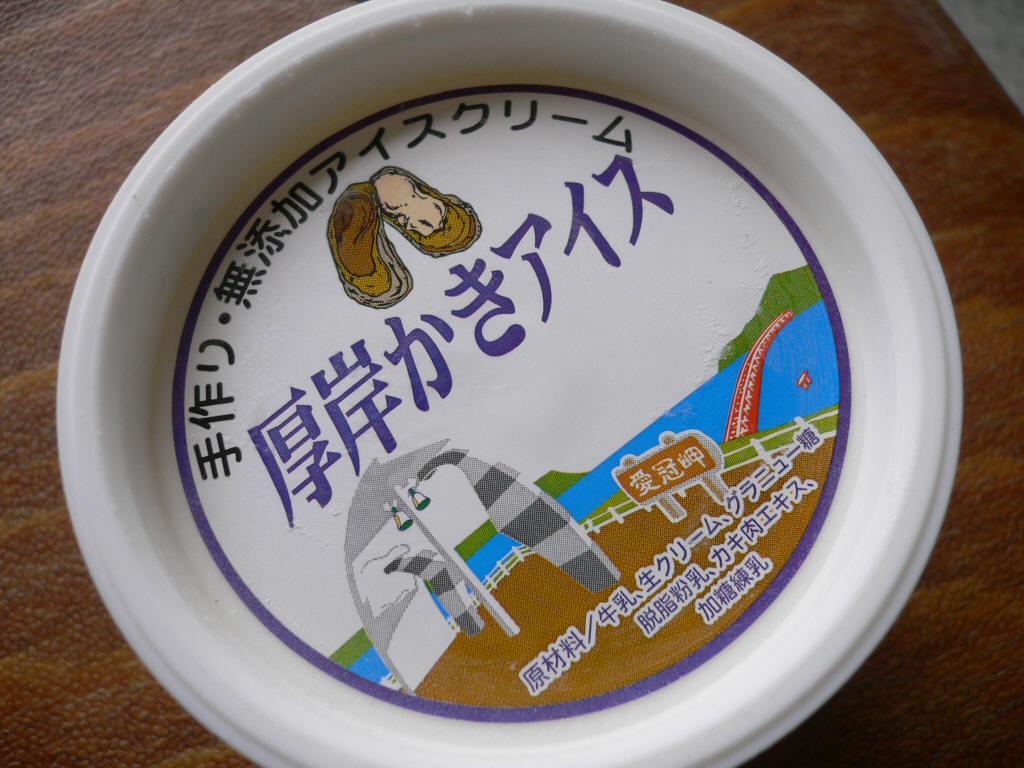 手作り・無添加アイスクリーム
厚岸かきアイス
愛冠岬
原材料／牛乳、生クリーム、グラニュー糖
脱脂粉乳、カキ肉エキス、
加糖練乳